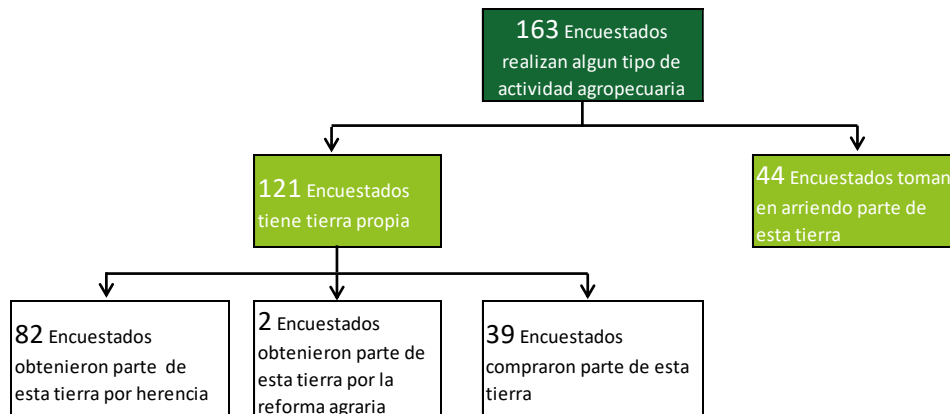 163 Encuestados
realizan algun tipo de
actividad agropecuaria
121 Encuestados
tiene tierra propia
44 Encuestados toman
en arriendo parte de
esta tierra
82 Encuestados
obtenieron parte de
esta tierra por herencia
2 Encuestados
obtenieron parte de
esta tierra por la
reforma agraria
39 Encuestados
compraron parte de esta
tierra